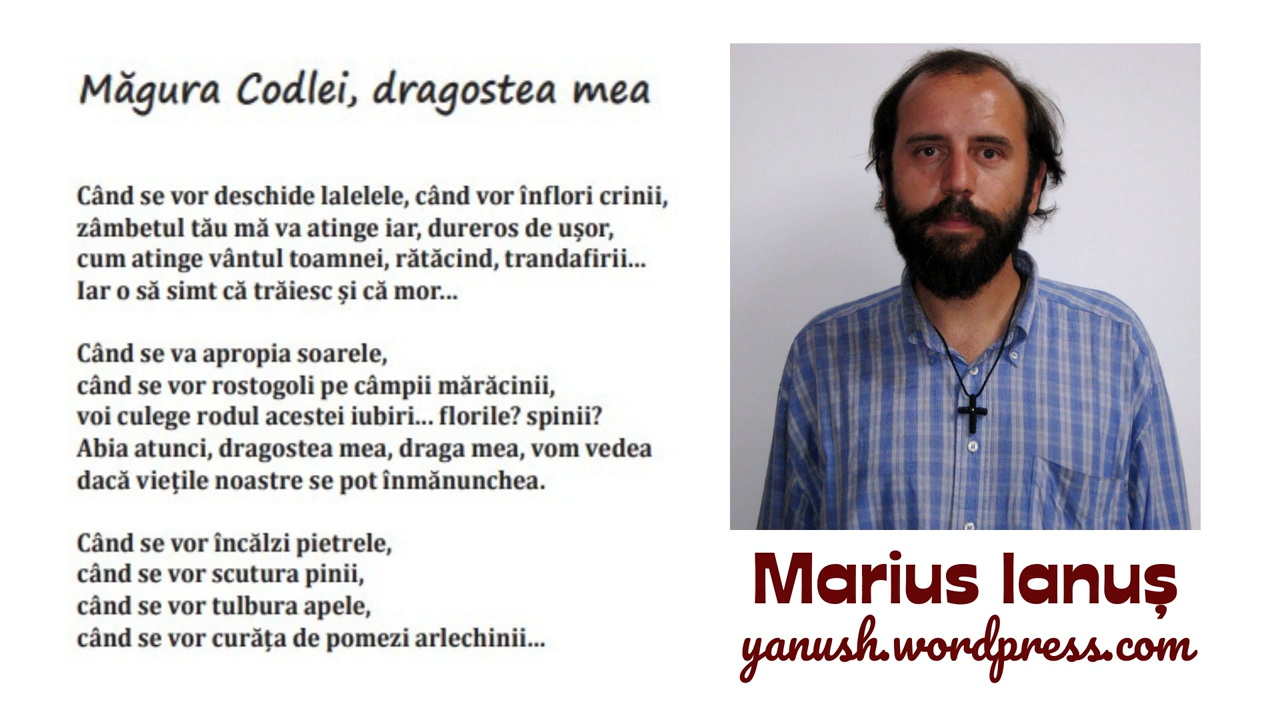 Măgura Codlei, dragostea mea
Când se vor deschide lalelele, când vor înflori crinii,
zâmbetul tău mă va atinge iar, dureros de ușor,
cum atinge vântul toamnei, rătăcind, trandafirii...
Iar o să simt că trăiesc și că mor...
Când se va apropia soarele,
când se vor rostogoli pe câmpii mărăcinii,
voi culege rodul acestei iubiri... florile? spinii?
Abia atunci, dragostea mea, draga mea, vom vedea
dacă viețile noastre se pot înmănunchea.
Când se vor încălzi pietrele,
când se vor scutura pinii,
când se vor tulbura apele,
când se vor curăța de pomezi arlechinii...
Marius Ianuș
yanush.wordpress.com